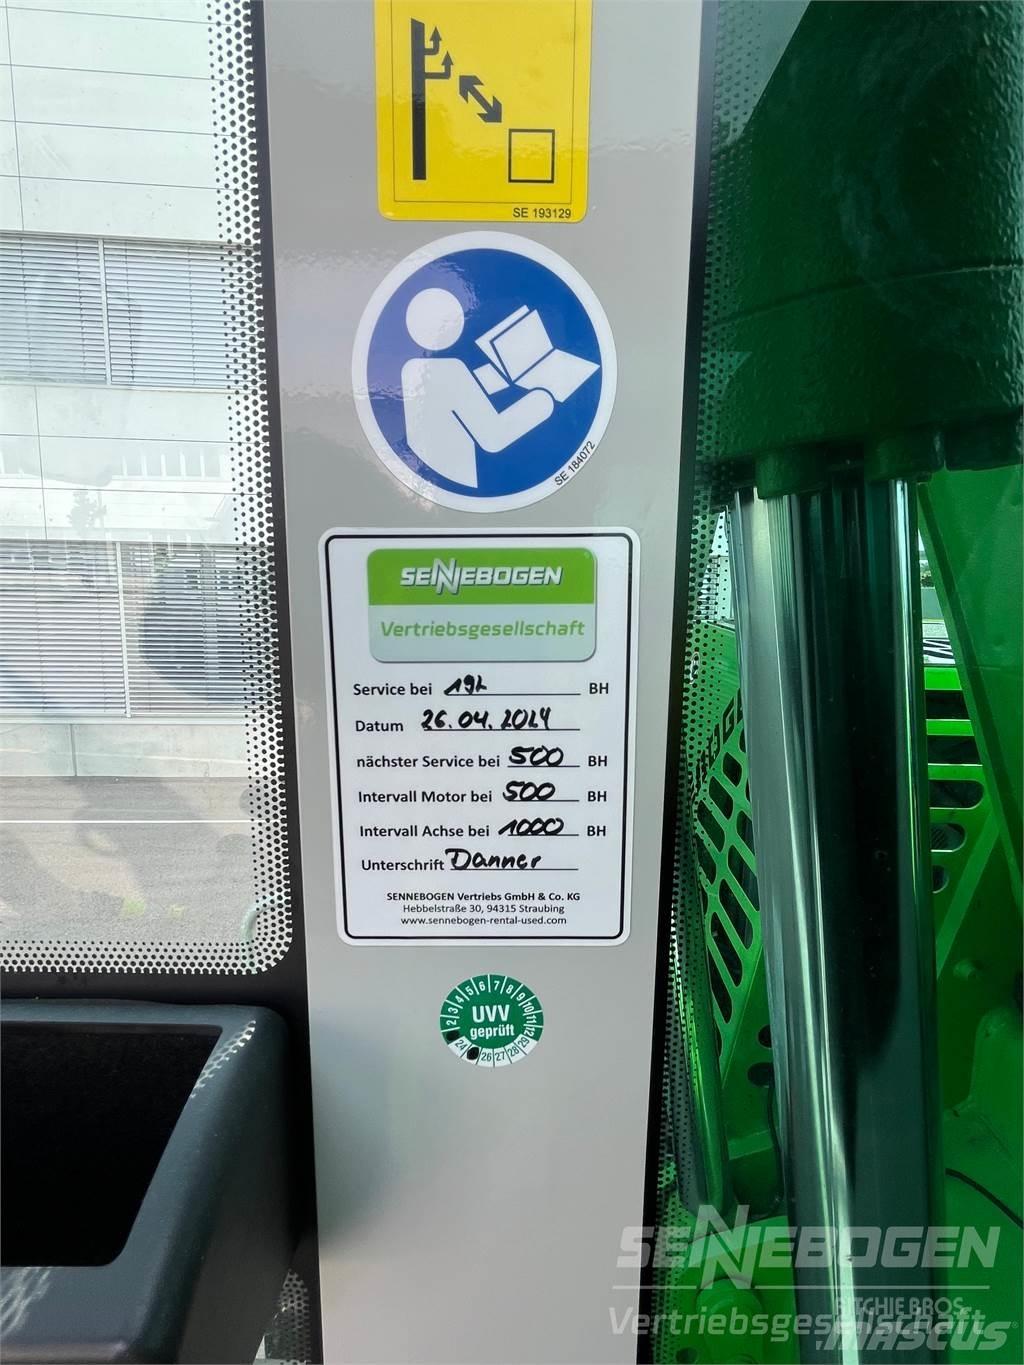 SE 193129
SE 184072
SENNEBOGEN
Vertriebsgesellschaft
Service bei 192 BH
Datum 26.04.2024
nächster Service bei 500 BH
Intervall Motor bei 500 BH
Intervall Achse bei 1000 BH
Unterschrift Danner
SENNEBOGEN Vertriebs GmbH & Co. KG
Hebbelstraße 30, 94315 Straubing
www.sennebogen-rental-used.com
2 3 4 5 6 7 8 9 10 11 12
UVV
geprüft
24 26 27 28 29
SENNEBOGEN
Vertriebsgesellschaft
RITCHIE BROS.
MASCUS